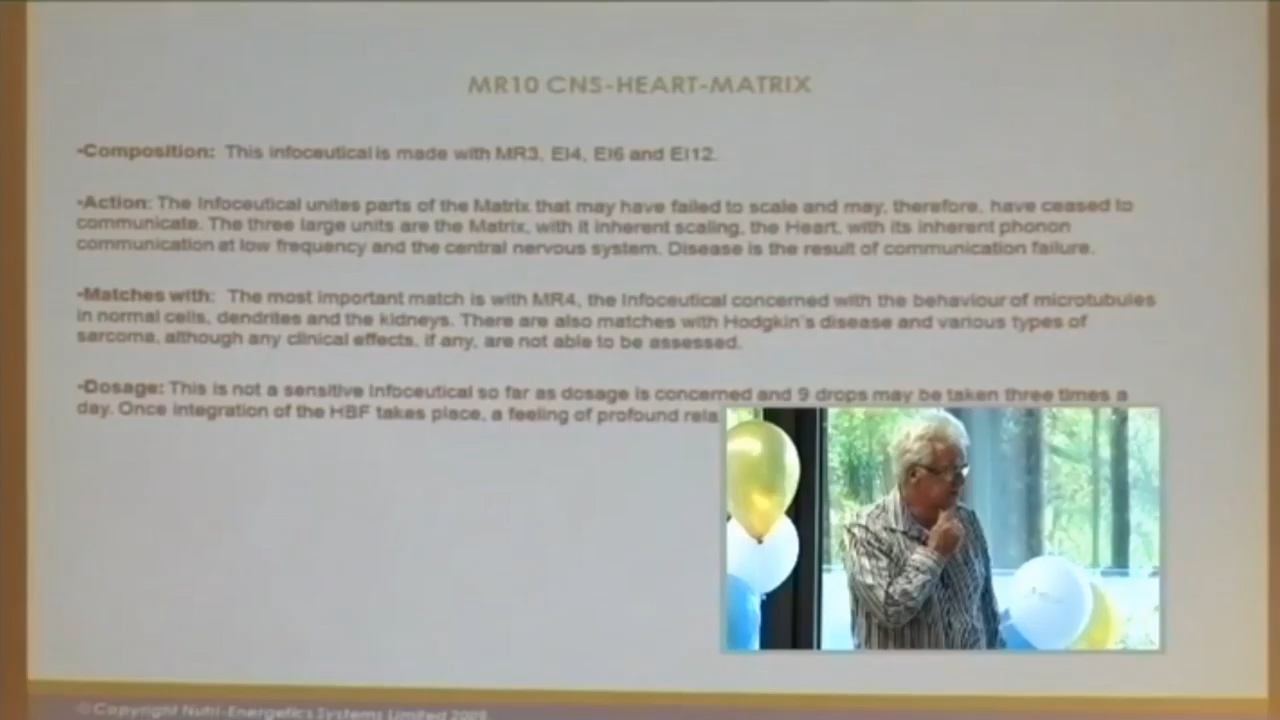 MR10 CNS-HEART-MATRIX
-Composition: This infoceutical is made with MR3, EI4, EI6 and EI12.
-Action: The Infoceutical unites parts of the Matrix that may have failed to scale and may, therefore, have ceased to
communicate. The three large units are the Matrix, with it inherent scaling, the Heart, with its inherent phonon
communication at low frequency and the central nervous system. Disease is the result of communication failure.
-Matches with: The most important match is with MR4, the Infoceutical concerned with the behaviour of microtubules
in normal cells, dendrites and the kidneys. There are also matches with Hodgkin's disease and various types of
sarcoma, although any clinical effects, if any, are not able to be assessed.
-Dosage: This is not a sensitive Infoceutical so far as dosage is concerned and 9 drops may be taken three times a
day. Once integration of the HBF takes place, a feeling of profound rela
©Copyright Nutri-Energetics Systems Limited